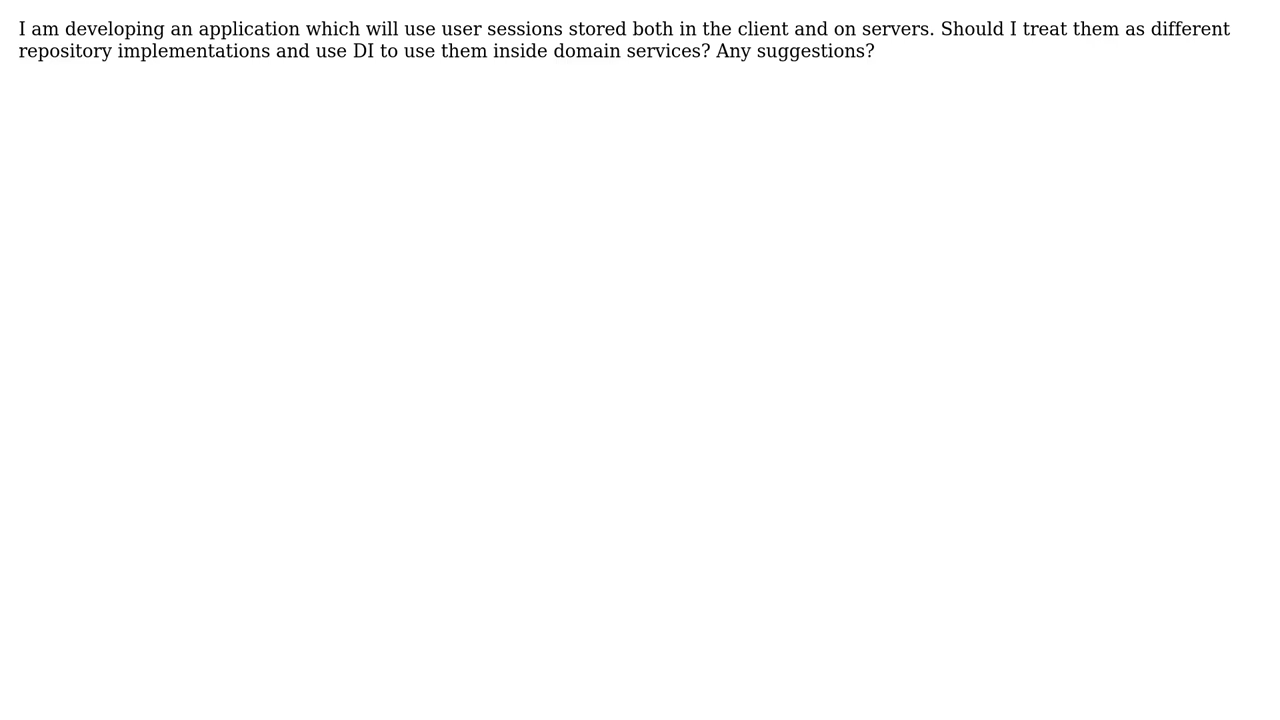 I am developing an application which will use user sessions stored both in the client and on servers. Should I treat them as different
repository implementations and use DI to use them inside domain services? Any suggestions?